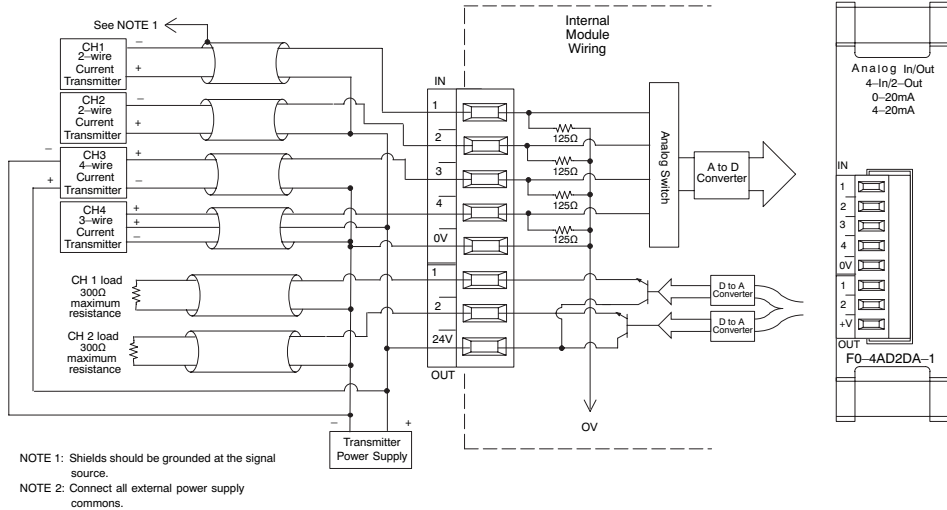 See NOTE 1
CH1
2–wire
Current
Transmitter
–
+
CH2
2–wire
Current
Transmitter
–
+
–
+
CH3
4–wire
Current
Transmitter
+
–
CH4
3–wire
Current
Transmitter
+
+
–
CH 1 load
300Ω
maximum
resistance
CH 2 load
300Ω
maximum
resistance
–
+
Transmitter
Power Supply
IN
1
2
3
4
0V
1
2
24V
OUT
Internal
Module
Wiring
125Ω
125Ω
125Ω
125Ω
Analog Switch
A to D
Converter
D to A
Converter
D to A
Converter
0V
Analog In/Out
4–In/2–Out
0–20mA
4–20mA
IN
1
2
3
4
0V
1
2
+V
OUT
F0–4AD2DA–1
NOTE 1: Shields should be grounded at the signal
source.
NOTE 2: Connect all external power supply
commons.